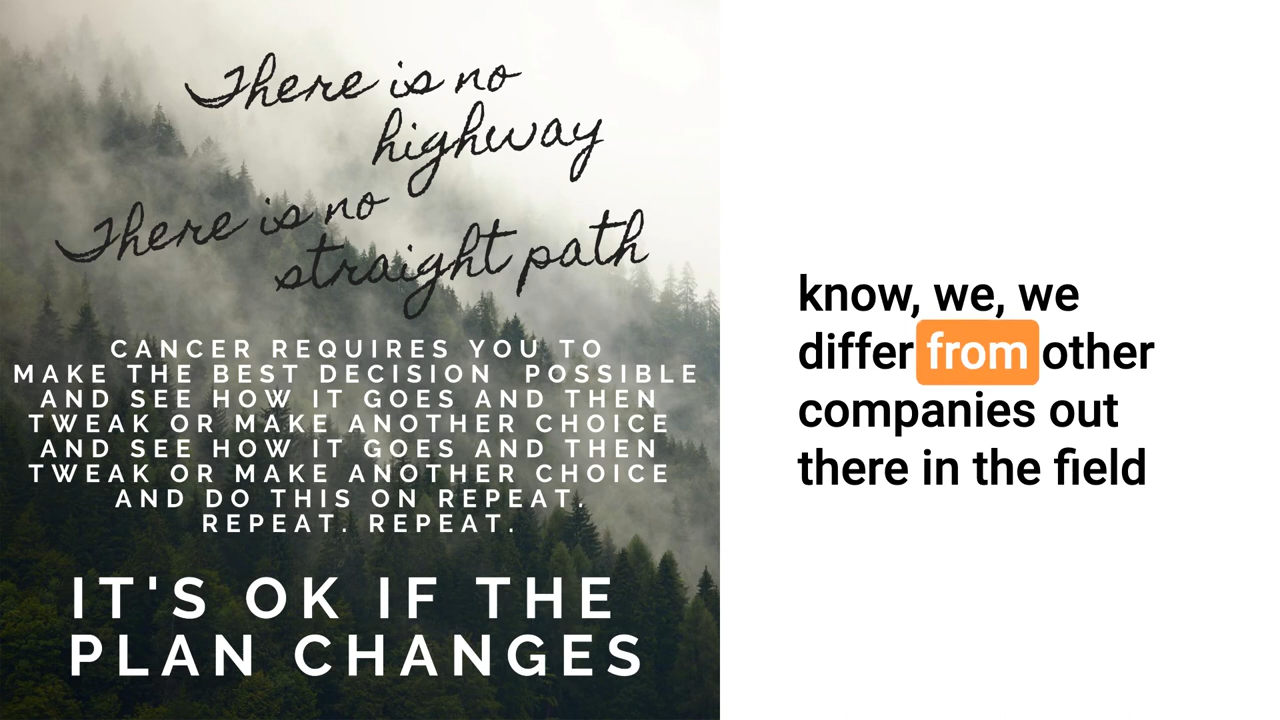 There is no
highway
There is no
straight path
CANCER REQUIRES YOU TO
MAKE THE BEST DECISION POSSIBLE
AND SEE HOW IT GOES AND THEN
TWEAK OR MAKE ANOTHER CHOICE
AND SEE HOW IT GOES AND THEN
TWEAK OR MAKE ANOTHER CHOICE
AND DO THIS ON REPEAT.
REPEAT. REPEAT.
IT'S OK IF THE
PLAN CHANGES
know, we, we
differ from other
companies out
there in the field